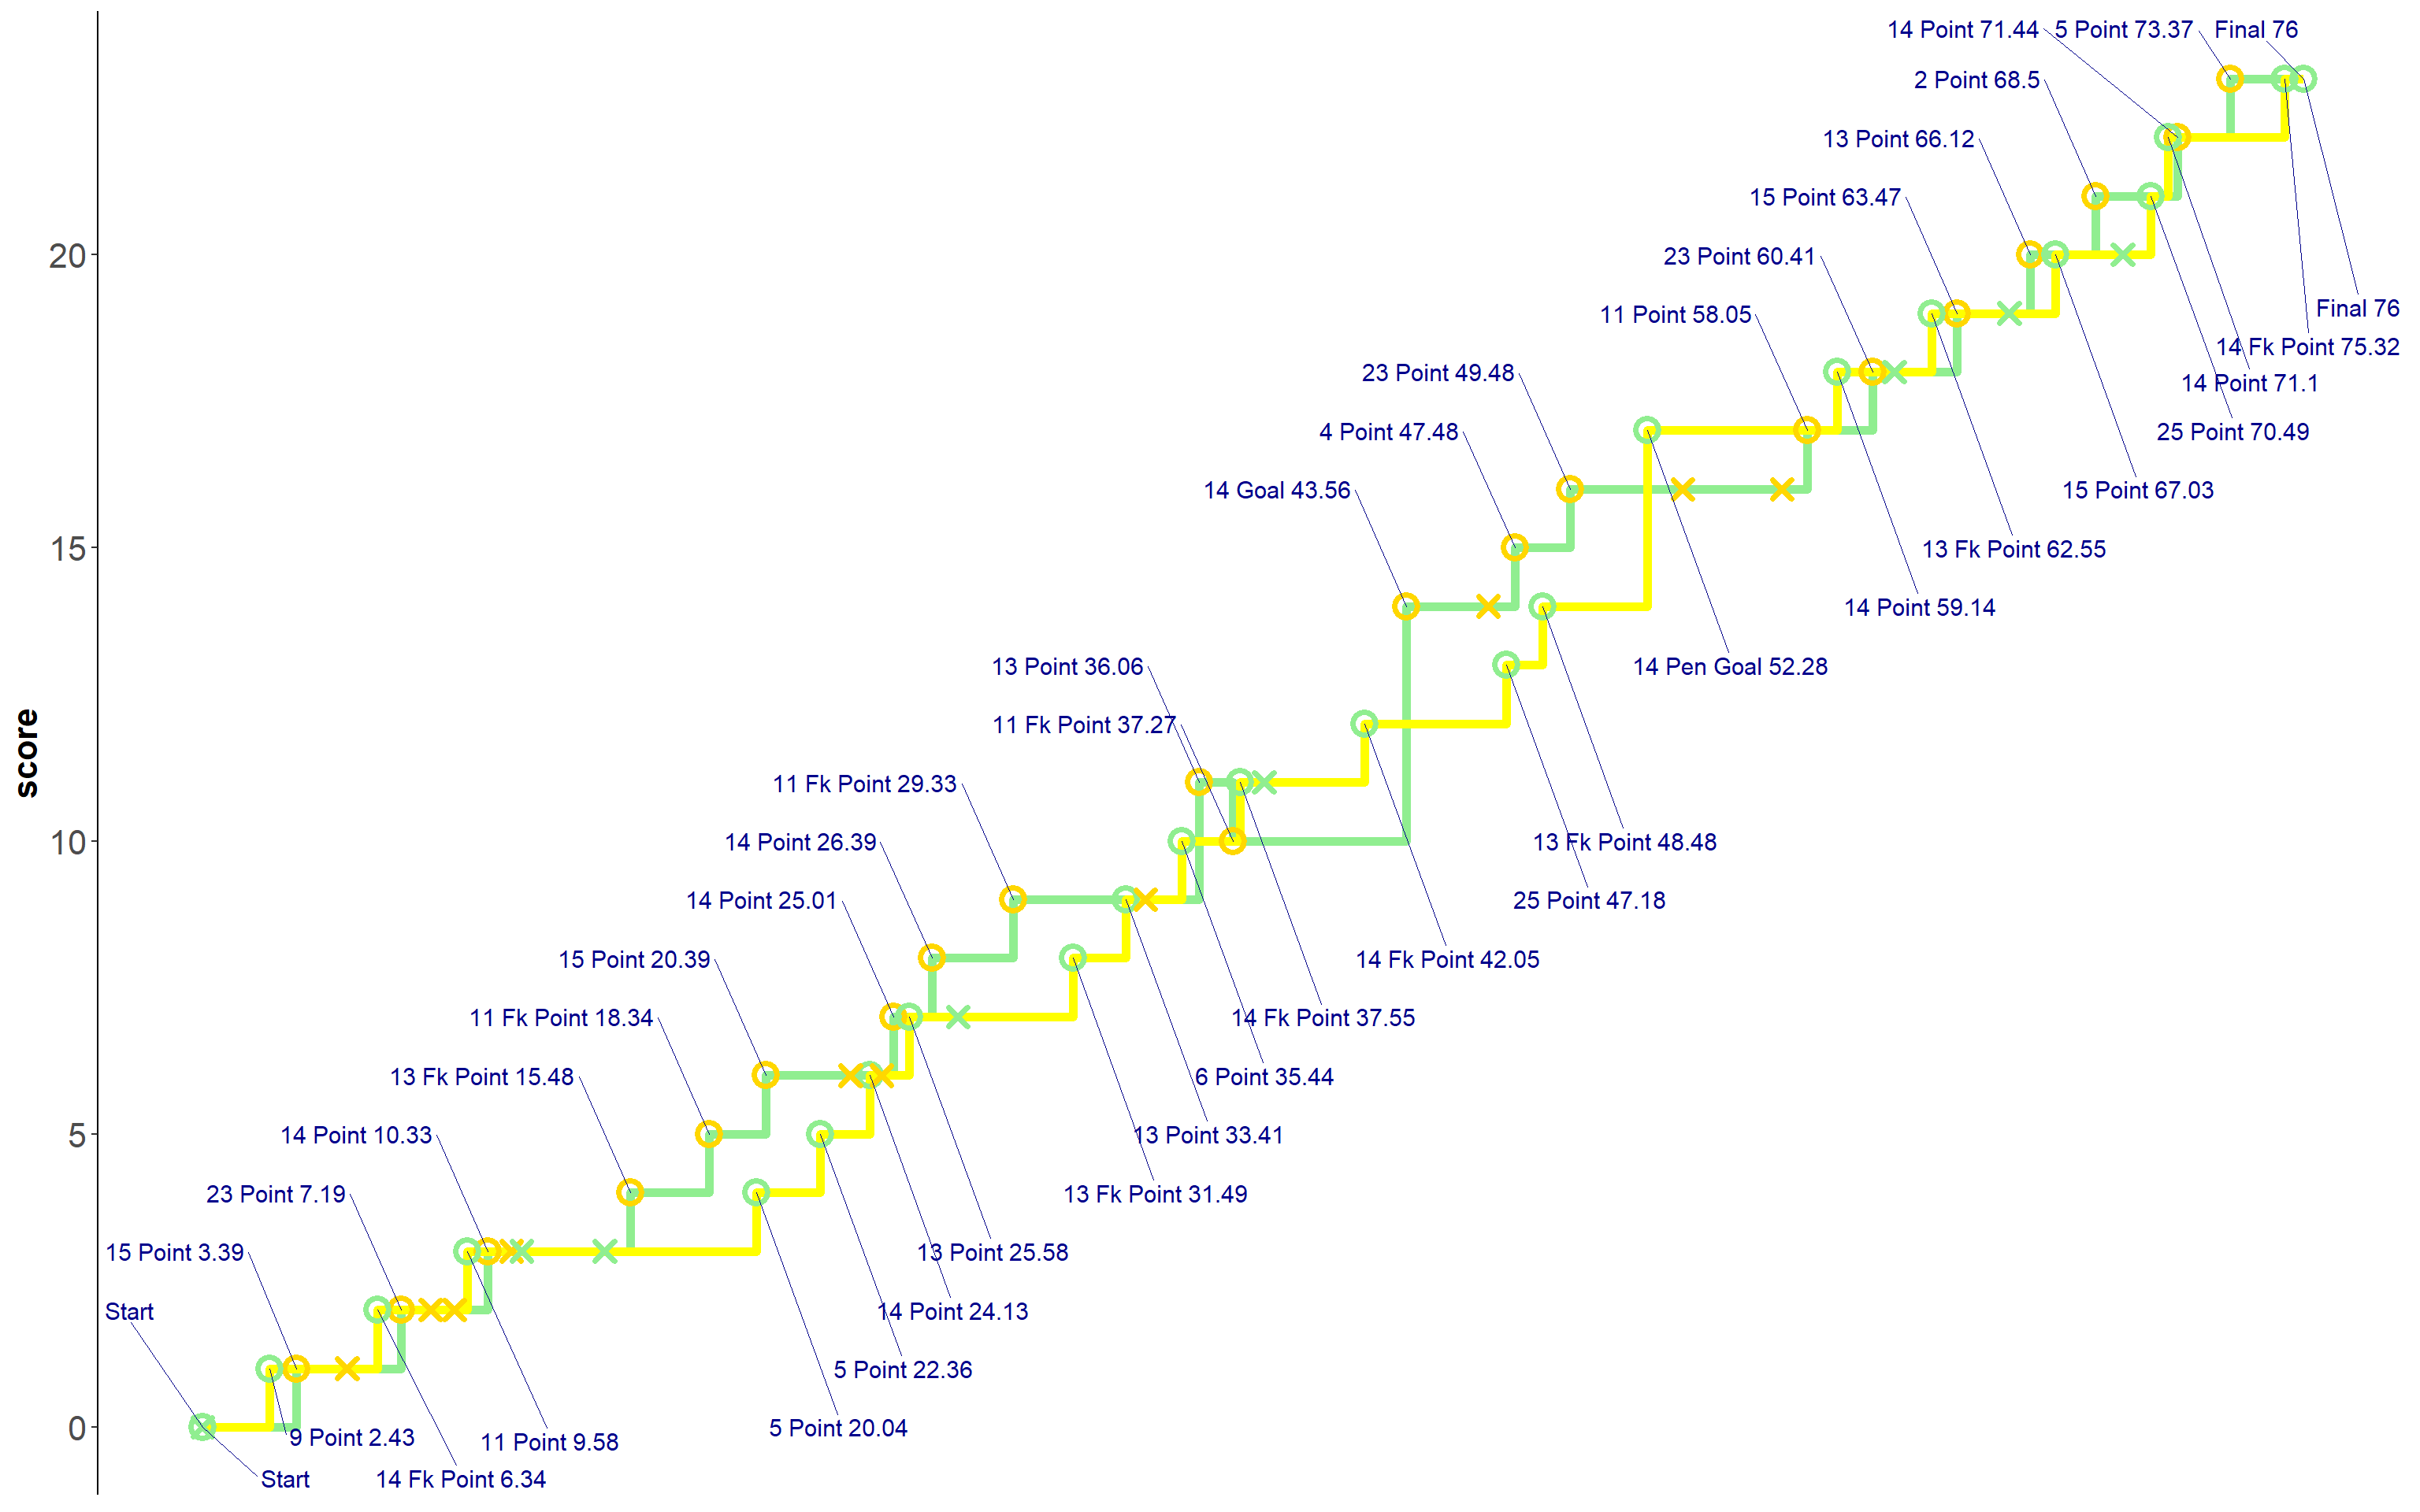 14 Point 71.44
5 Point 73.37
Final 76
2 Point 68.5
13 Point 66.12
15 Point 63.47
23 Point 60.41
20
Final 76
11 Point 58.05
14 Fk Point 75.32
23 Point 49.48
14 Point 71.1
4 Point 47.48
25 Point 70.49
14 Goal 43.56
15 Point 67.03
15
13 Fk Point 62.55
14 Point 59.14
13 Point 36.06
14 Pen Goal 52.28
11 Fk Point 37.27
score
11 Fk Point 29.33
10
14 Point 26.39
13 Fk Point 48.48
14 Point 25.01
25 Point 47.18
15 Point 20.39
14 Fk Point 42.05
11 Fk Point 18.34
14 Fk Point 37.55
13 Fk Point 15.48
6 Point 35.44
5
14 Point 10.33
13 Point 33.41
23 Point 7.19
13 Fk Point 31.49
15 Point 3.39
13 Point 25.58
Start
14 Point 24.13
5 Point 22.36
0
9 Point 2.43
11 Point 9.58
5 Point 20.04
Start
14 Fk Point 6.34